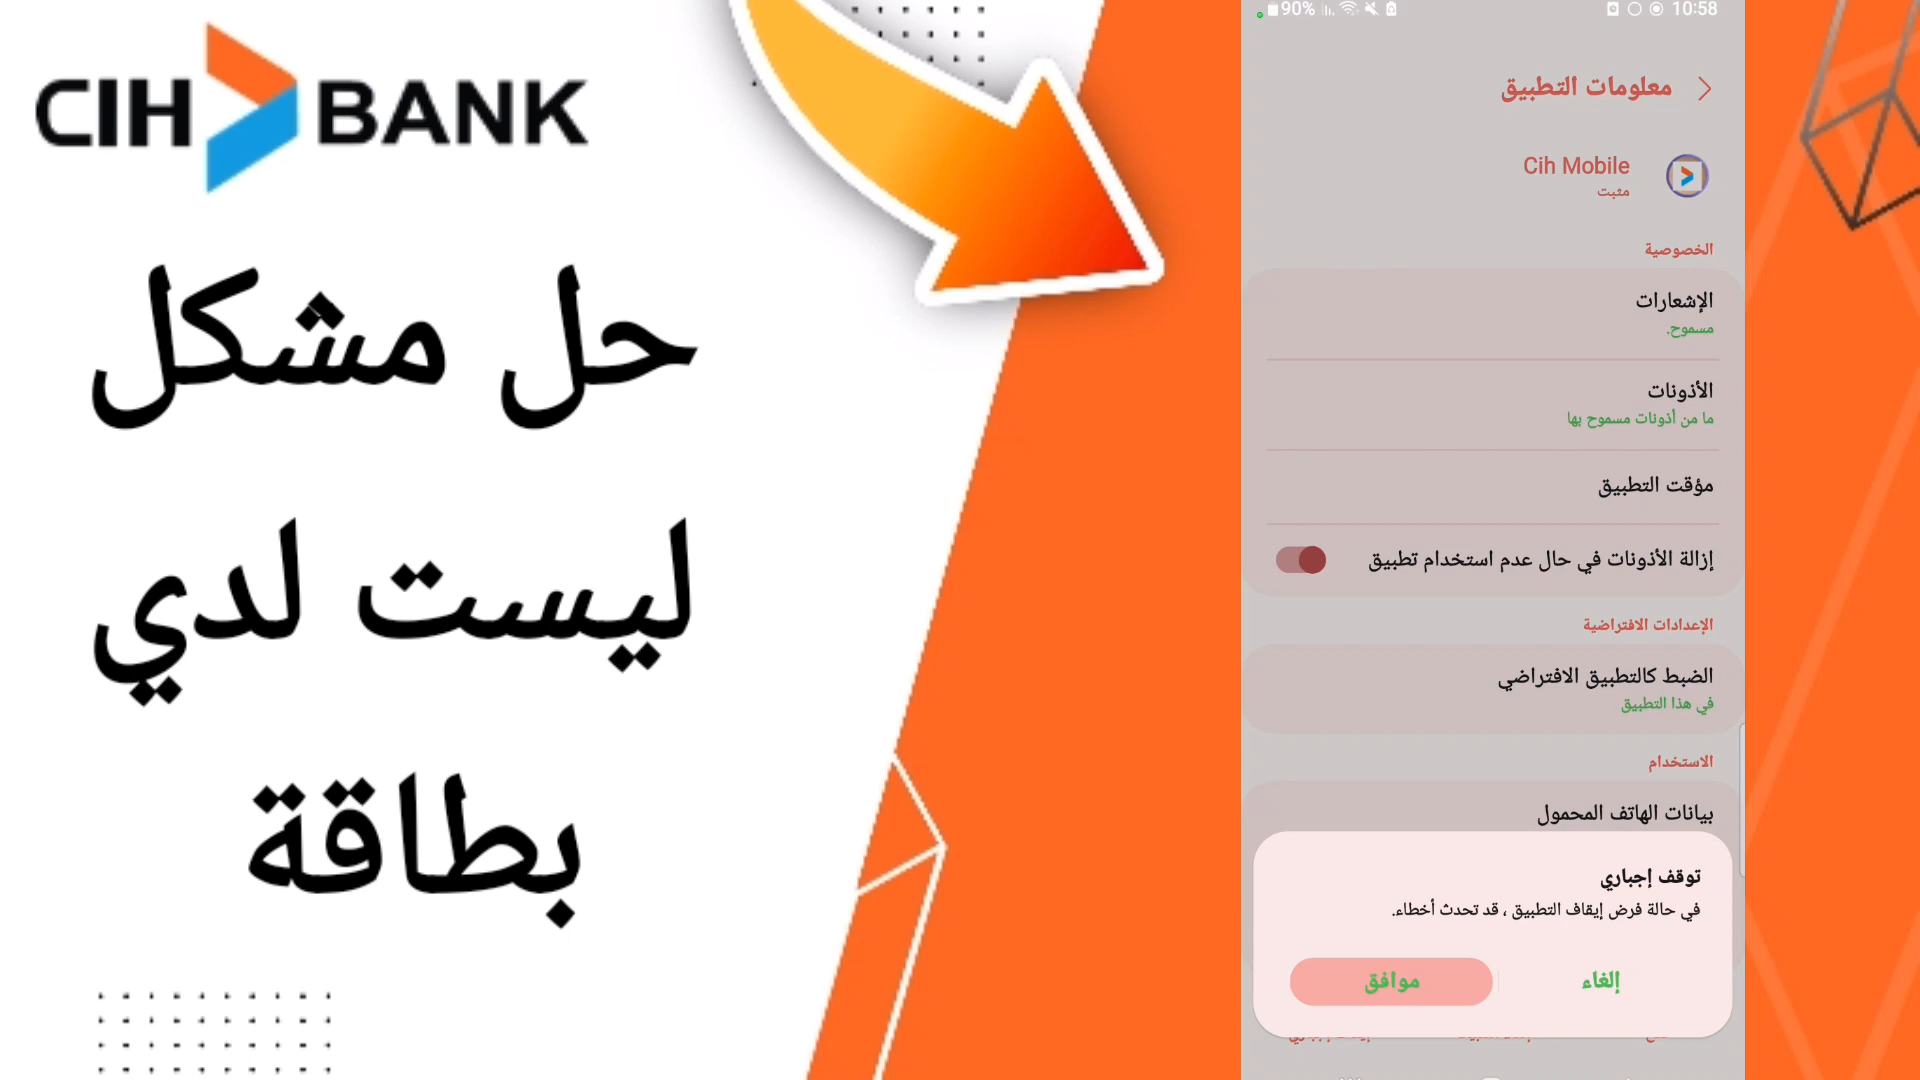 CIH BANK
حل مشكل
ليست لدي
بطاقة
90%
10:58
معلومات التطبيق
Cih Mobile
مثبت
الخصوصية
الإشعارات
مسموح.
الأذونات
ما من أذونات مسموح بها
مؤقت التطبيق
إزالة الأذونات في حال عدم استخدام تطبيق
الإعدادات الافتراضية
الضبط كالتطبيق الافتراضي
في هذا التطبيق
الاستخدام
بيانات الهاتف المحمول
توقف إجباري
في حالة فرض إيقاف التطبيق ، قد تحدث أخطاء.
إلغاء
موافق